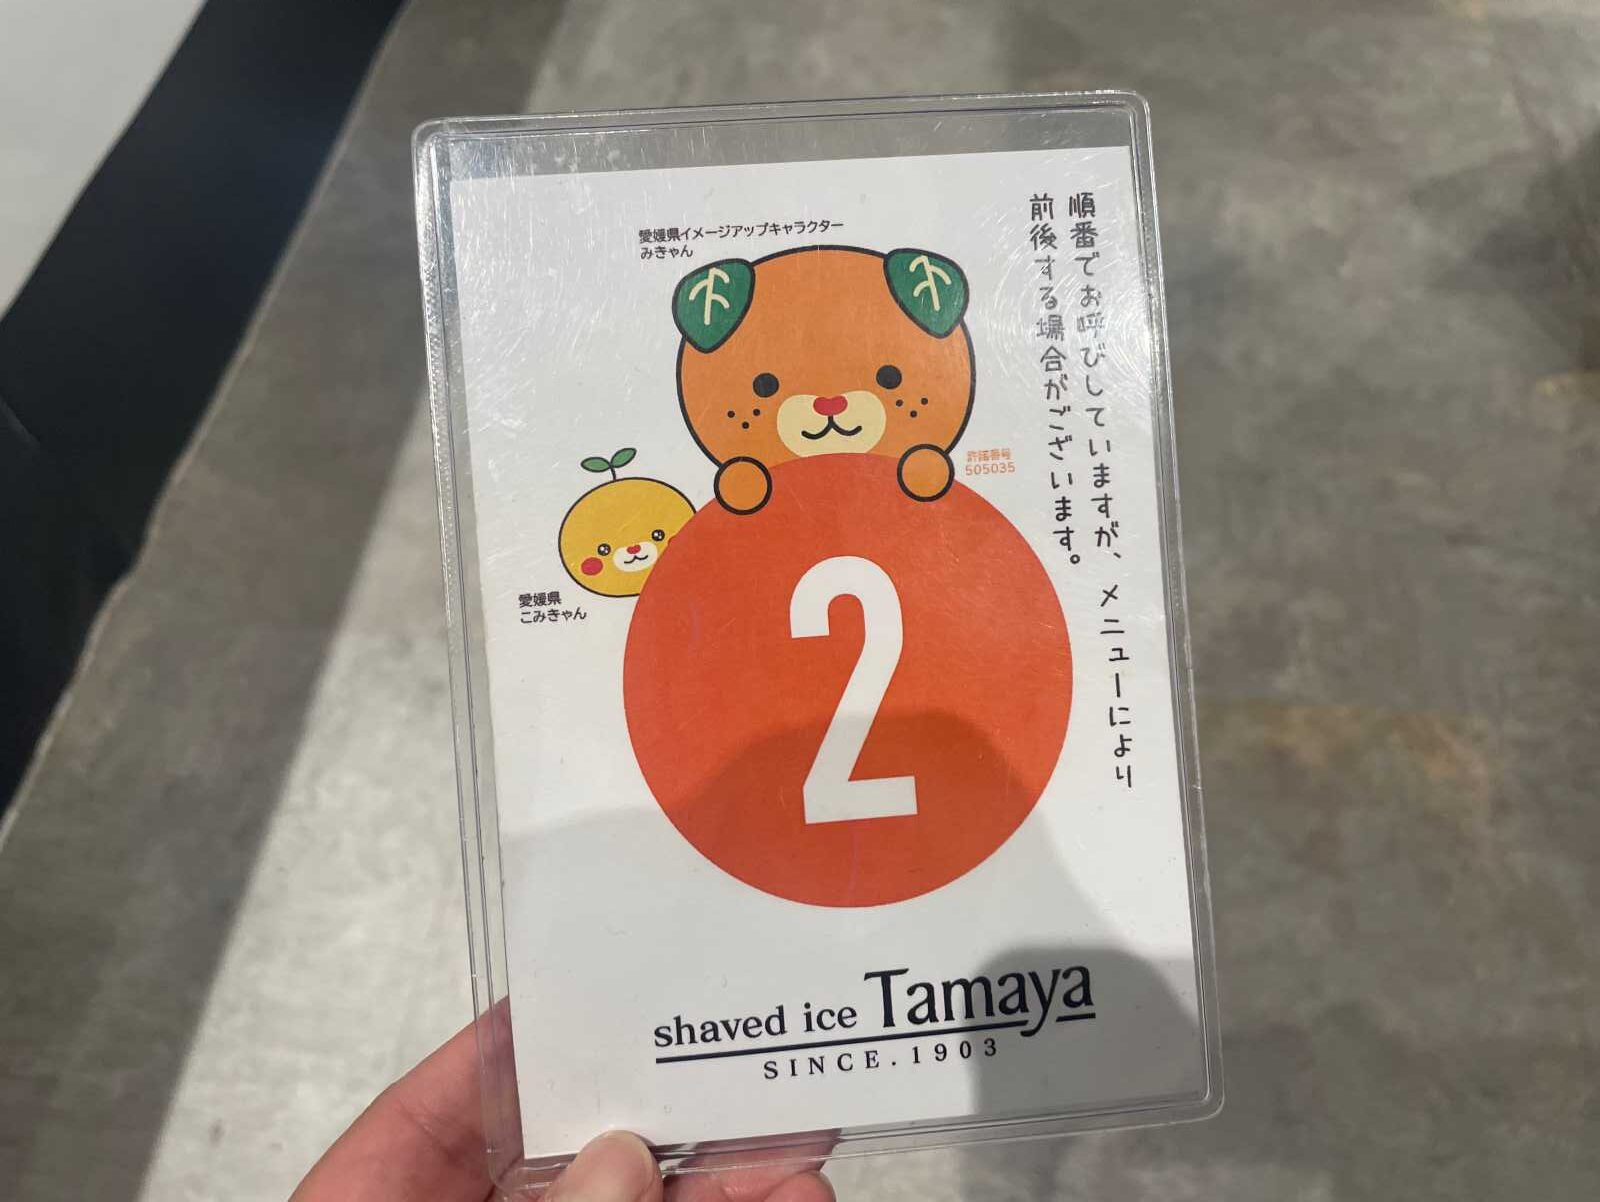 順番でお呼びしていますが、メニューにより
前後する場合がございます。
愛媛県イメージアップキャラクター
みきゃん
許諾番号
505035
愛媛県
こみきゃん
2
shaved ice Tamaya
SINCE.1903